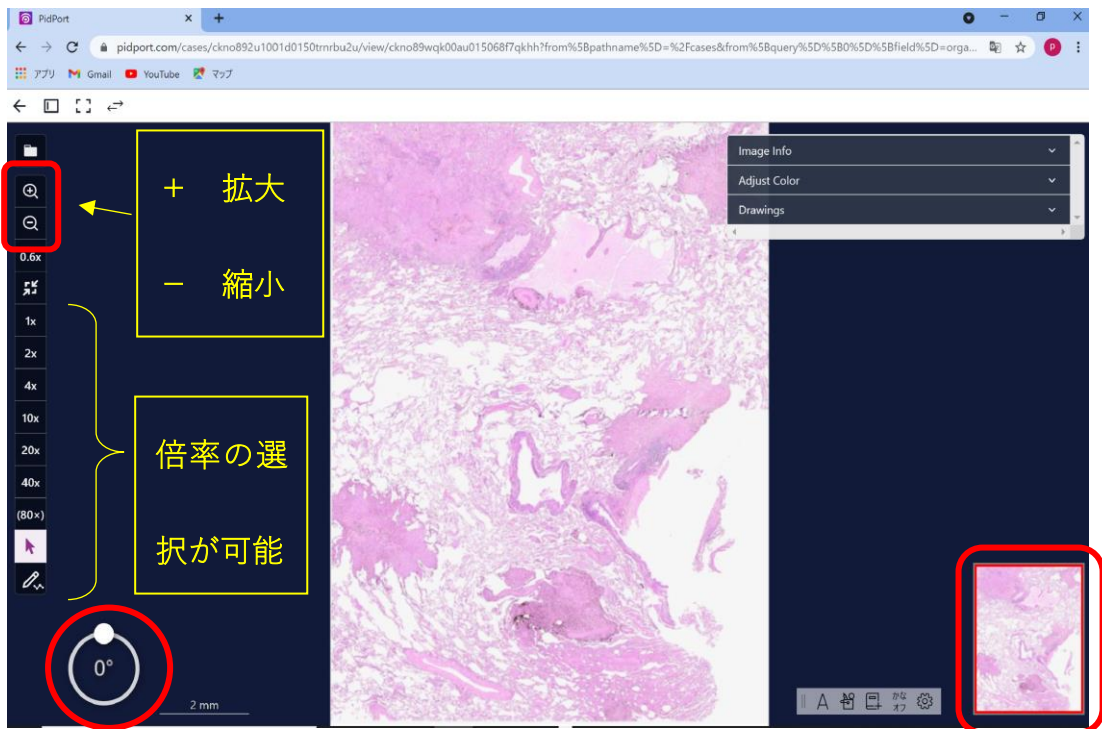 PidPort
pidport.com/cases/ckno892u1001d0150trnrbu2u/view/ckno89wqk00au015068f7qkhh?from%5Bpathname%5D=%2Fcases&from%5Bquery%5D%5B0%5D%5Bfield%5D=orga...
P
アプリ Gmail YouTube マップ
Image Info
Adjust Color
Drawings
+ 拡大
− 縮小
0.6x
1x
2x
4x
10x
20x
40x
(80×)
倍率の選
択が可能
0°
2 mm
A かな
オフ